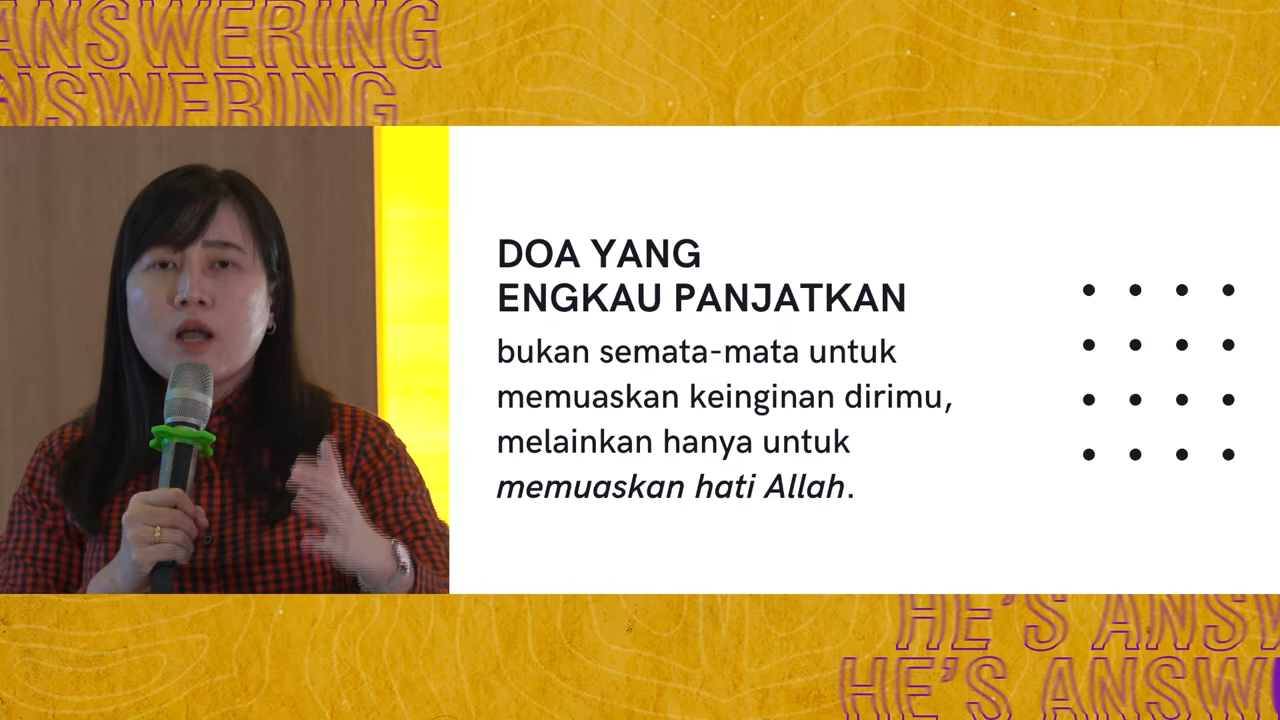 ANSWERING
NSWERING
DOA YANG
ENGKAU PANJATKAN
bukan semata-mata untuk
memuaskan keinginan dirimu,
melainkan hanya untuk
memuaskan hati Allah.
HE'S ANSW
HE'S ANSW